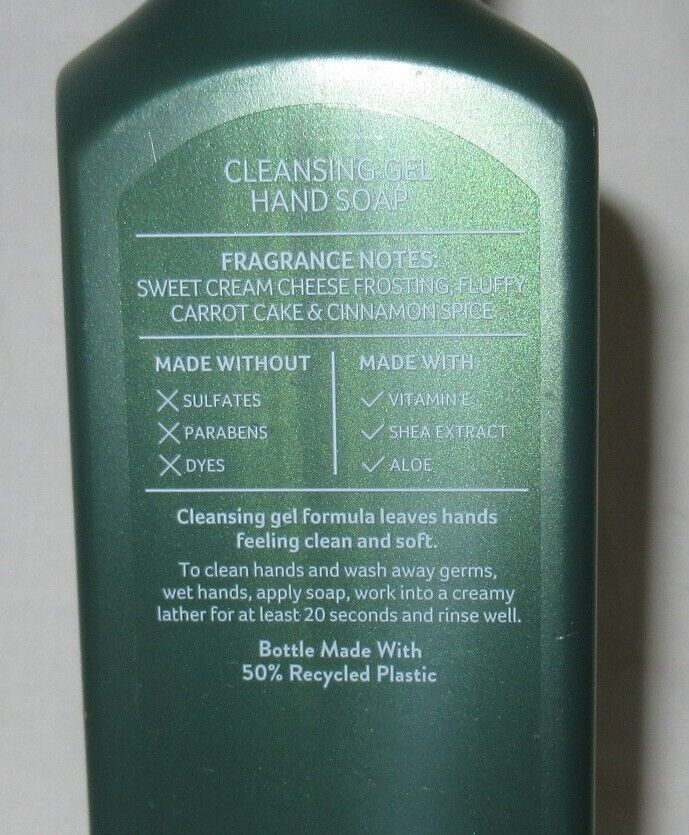 CLEANSING GEL
HAND SOAP
FRAGRANCE NOTES:
SWEET CREAM CHEESE FROSTING, FLUFFY
CARROT CAKE & CINNAMON SPICE
MADE WITHOUT
SULFATES
PARABENS
DYES
MADE WITH
VITAMIN E
SHEA EXTRACT
ALOE
Cleansing gel formula leaves hands
feeling clean and soft.
To clean hands and wash away germs,
wet hands, apply soap, work into a creamy
lather for at least 20 seconds and rinse well.
Bottle Made With
50% Recycled Plastic